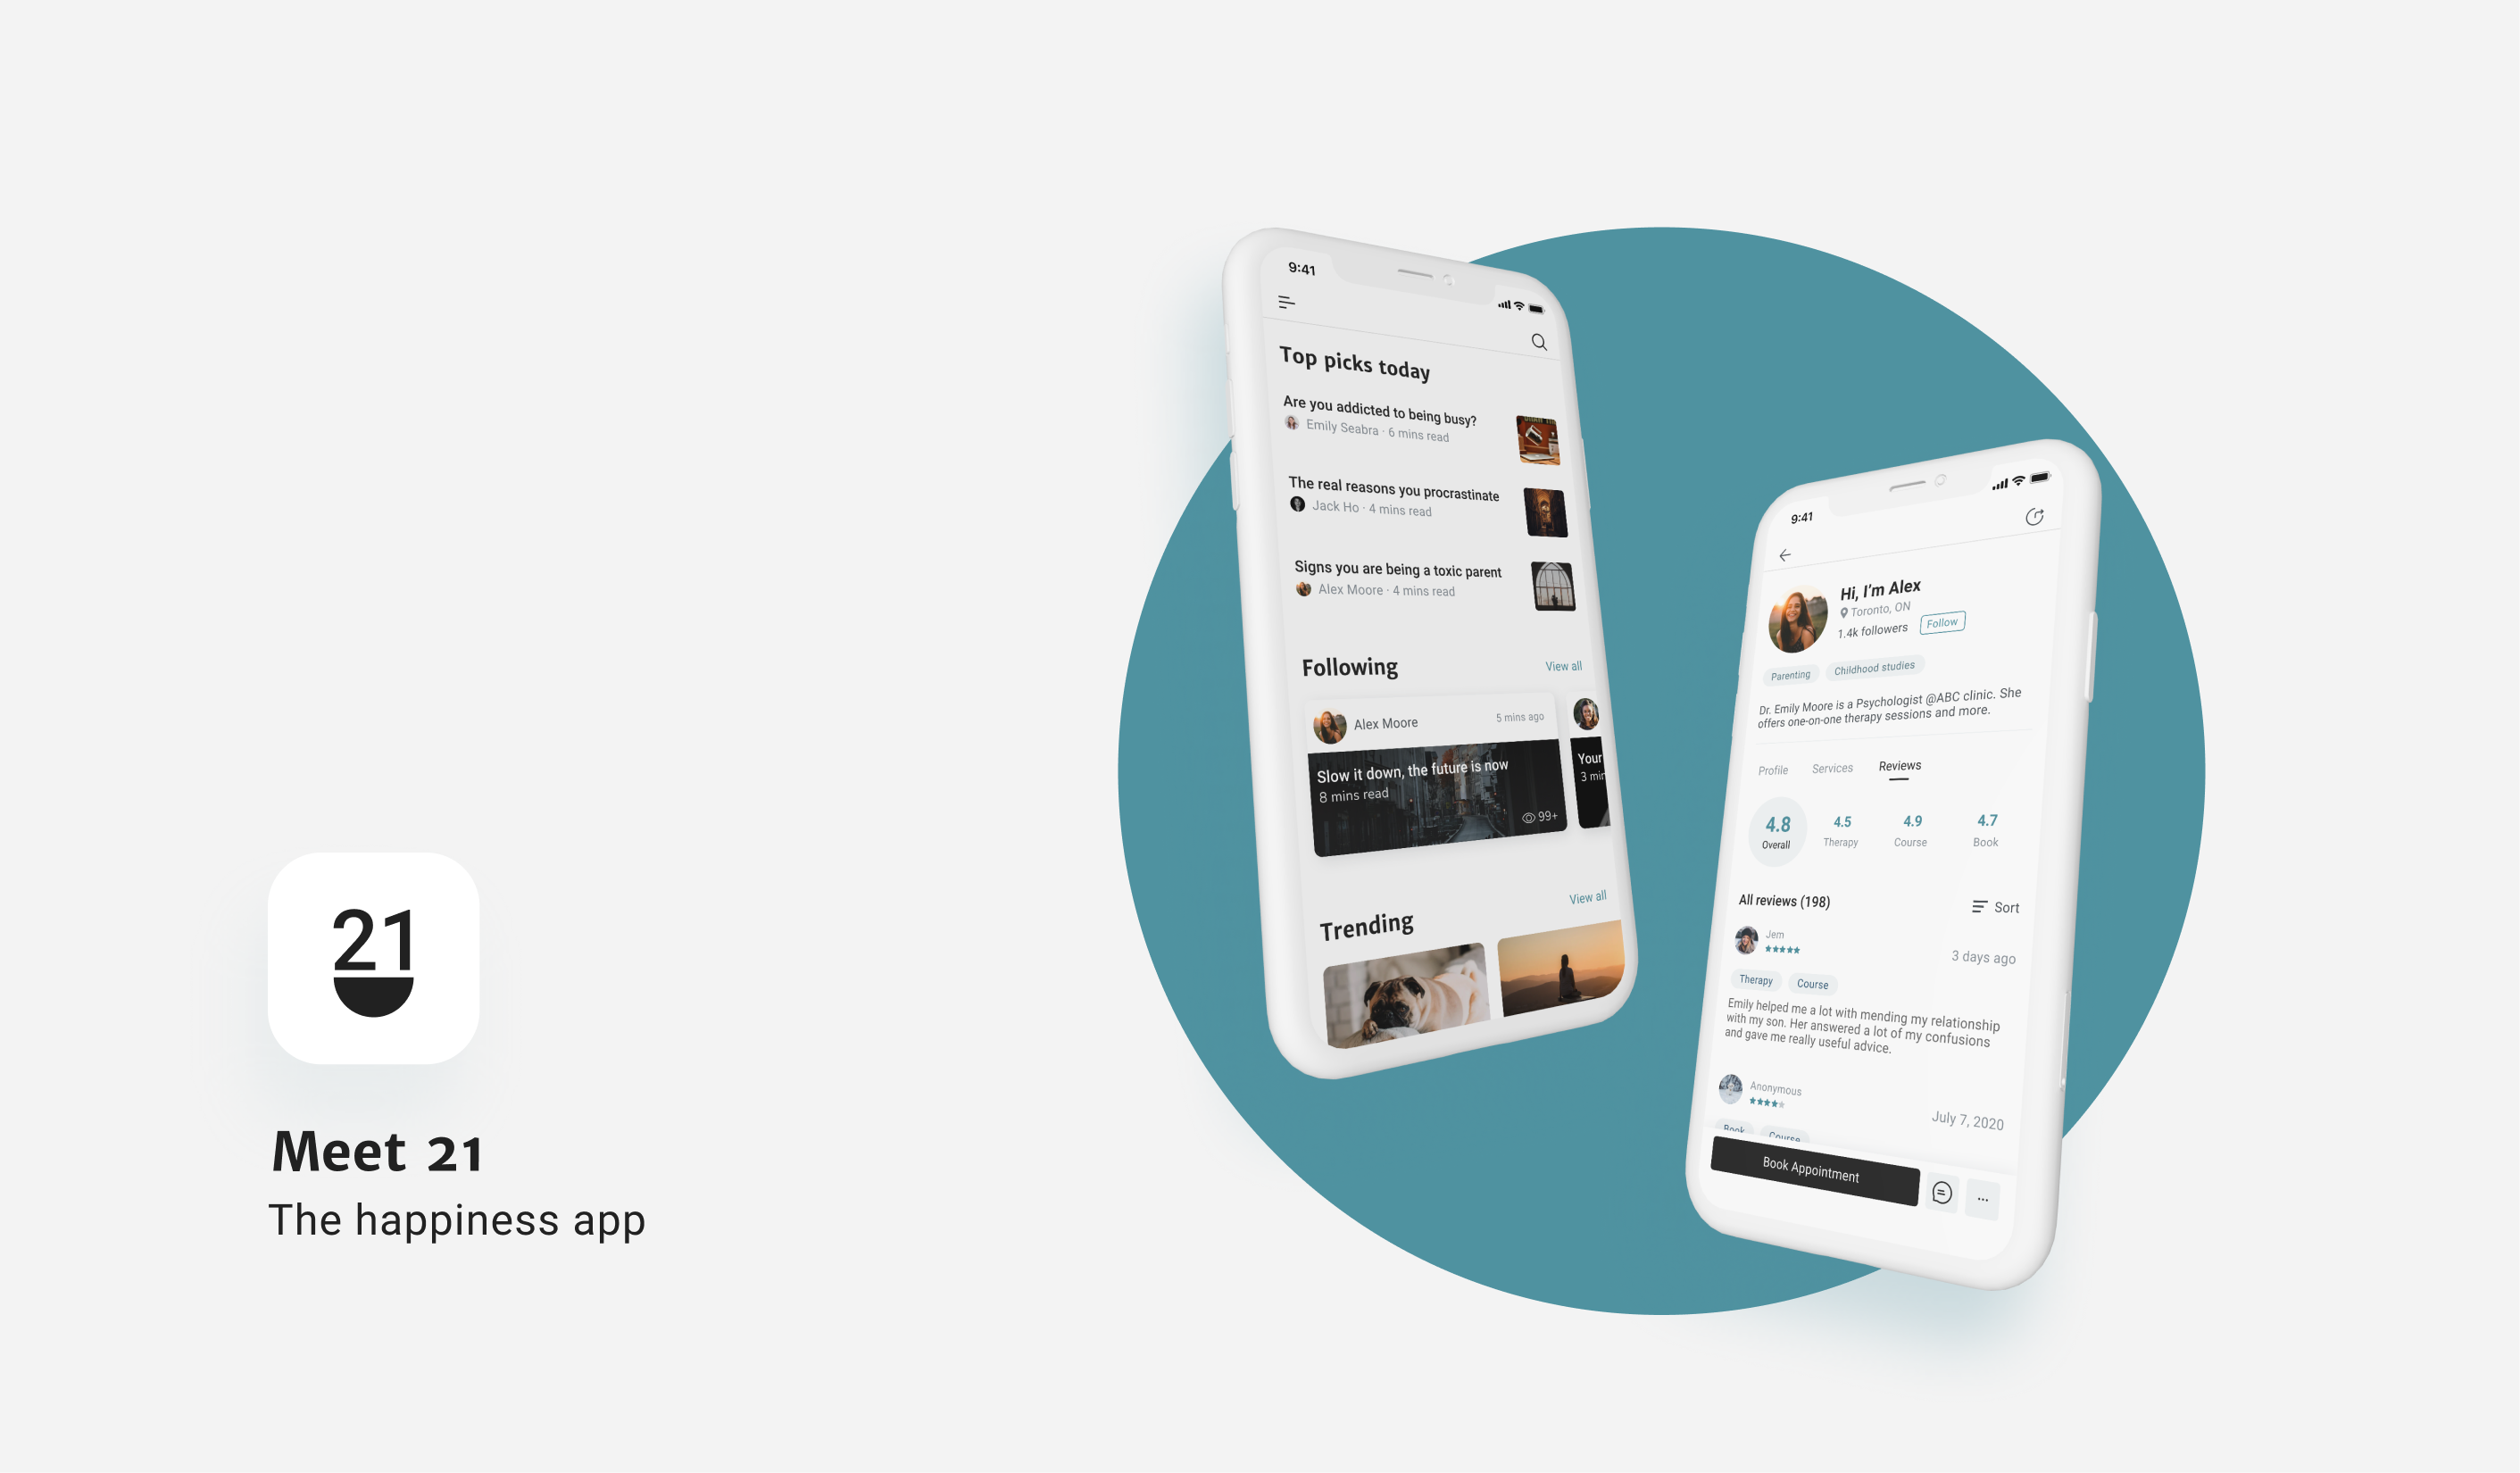 21
Meet 21
The happiness app
9:41
Top picks today
Are you addicted to being busy?
Emily Seabra · 6 mins read
The real reasons you procrastinate
Jack Ho · 4 mins read
Signs you are being a toxic parent
Alex Moore · 4 mins read
Following
View all
Alex Moore
5 mins ago
Slow it down, the future is now
8 mins read
99+
Your
3 min
Trending
View all
9:41
Hi, I'm Alex
Toronto, ON
1.4k followers
Follow
Parenting
Childhood studies
Dr. Emily Moore is a Psychologist @ABC clinic. She
offers one-on-one therapy sessions and more.
Profile
Services
Reviews
4.8
Overall
4.5
Therapy
4.9
Course
4.7
Book
All reviews (198)
Sort
Jem
3 days ago
Therapy
Course
Emily helped me a lot with mending my relationship
with my son. Her answered a lot of my confusions
and gave me really useful advice.
Anonymous
July 7, 2020
Book
Course
Book Appointment